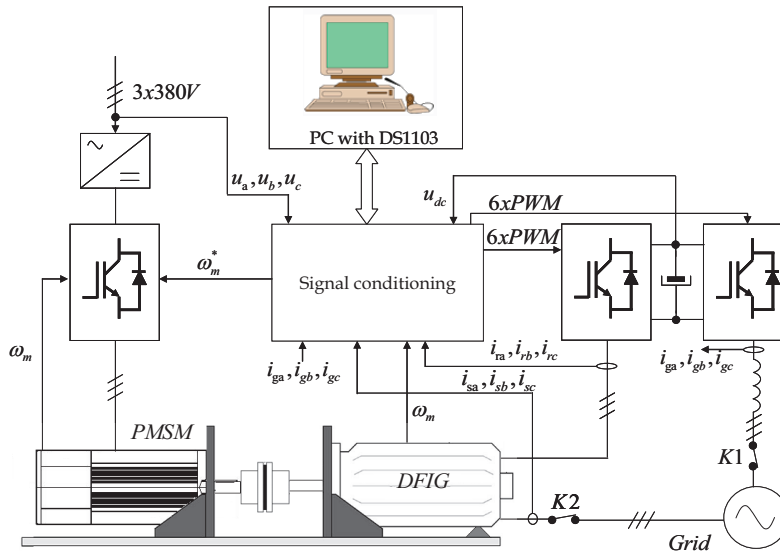 3x380V
PC with DS1103
u_a, u_b, u_c
u_dc
6xPWM
6xPWM
Signal conditioning
ω_m^*
ω_m
i_ra, i_rb, i_rc
i_ga, i_gb, i_gc
i_ga, i_gb, i_gc
i_sa, i_sb, i_sc
ω_m
PMSM
DFIG
K1
K2
Grid